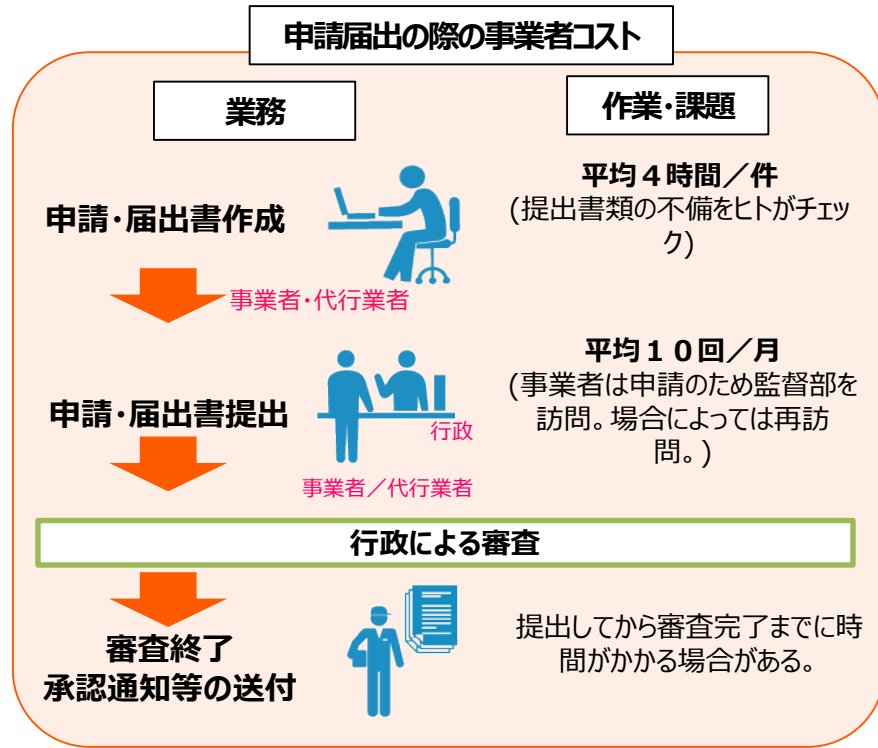 申請届出の際の事業者コスト
業務
作業・課題
申請・届出書作成
平均４時間／件
(提出書類の不備をヒトがチェッ
ク)
事業者・代行業者
申請・届出書提出
平均１０回／月
(事業者は申請のため監督部を
訪問。場合によっては再訪
問。)
行政
事業者／代行業者
行政による審査
審査終了
承認通知等の送付
提出してから審査完了までに時
間がかかる場合がある。